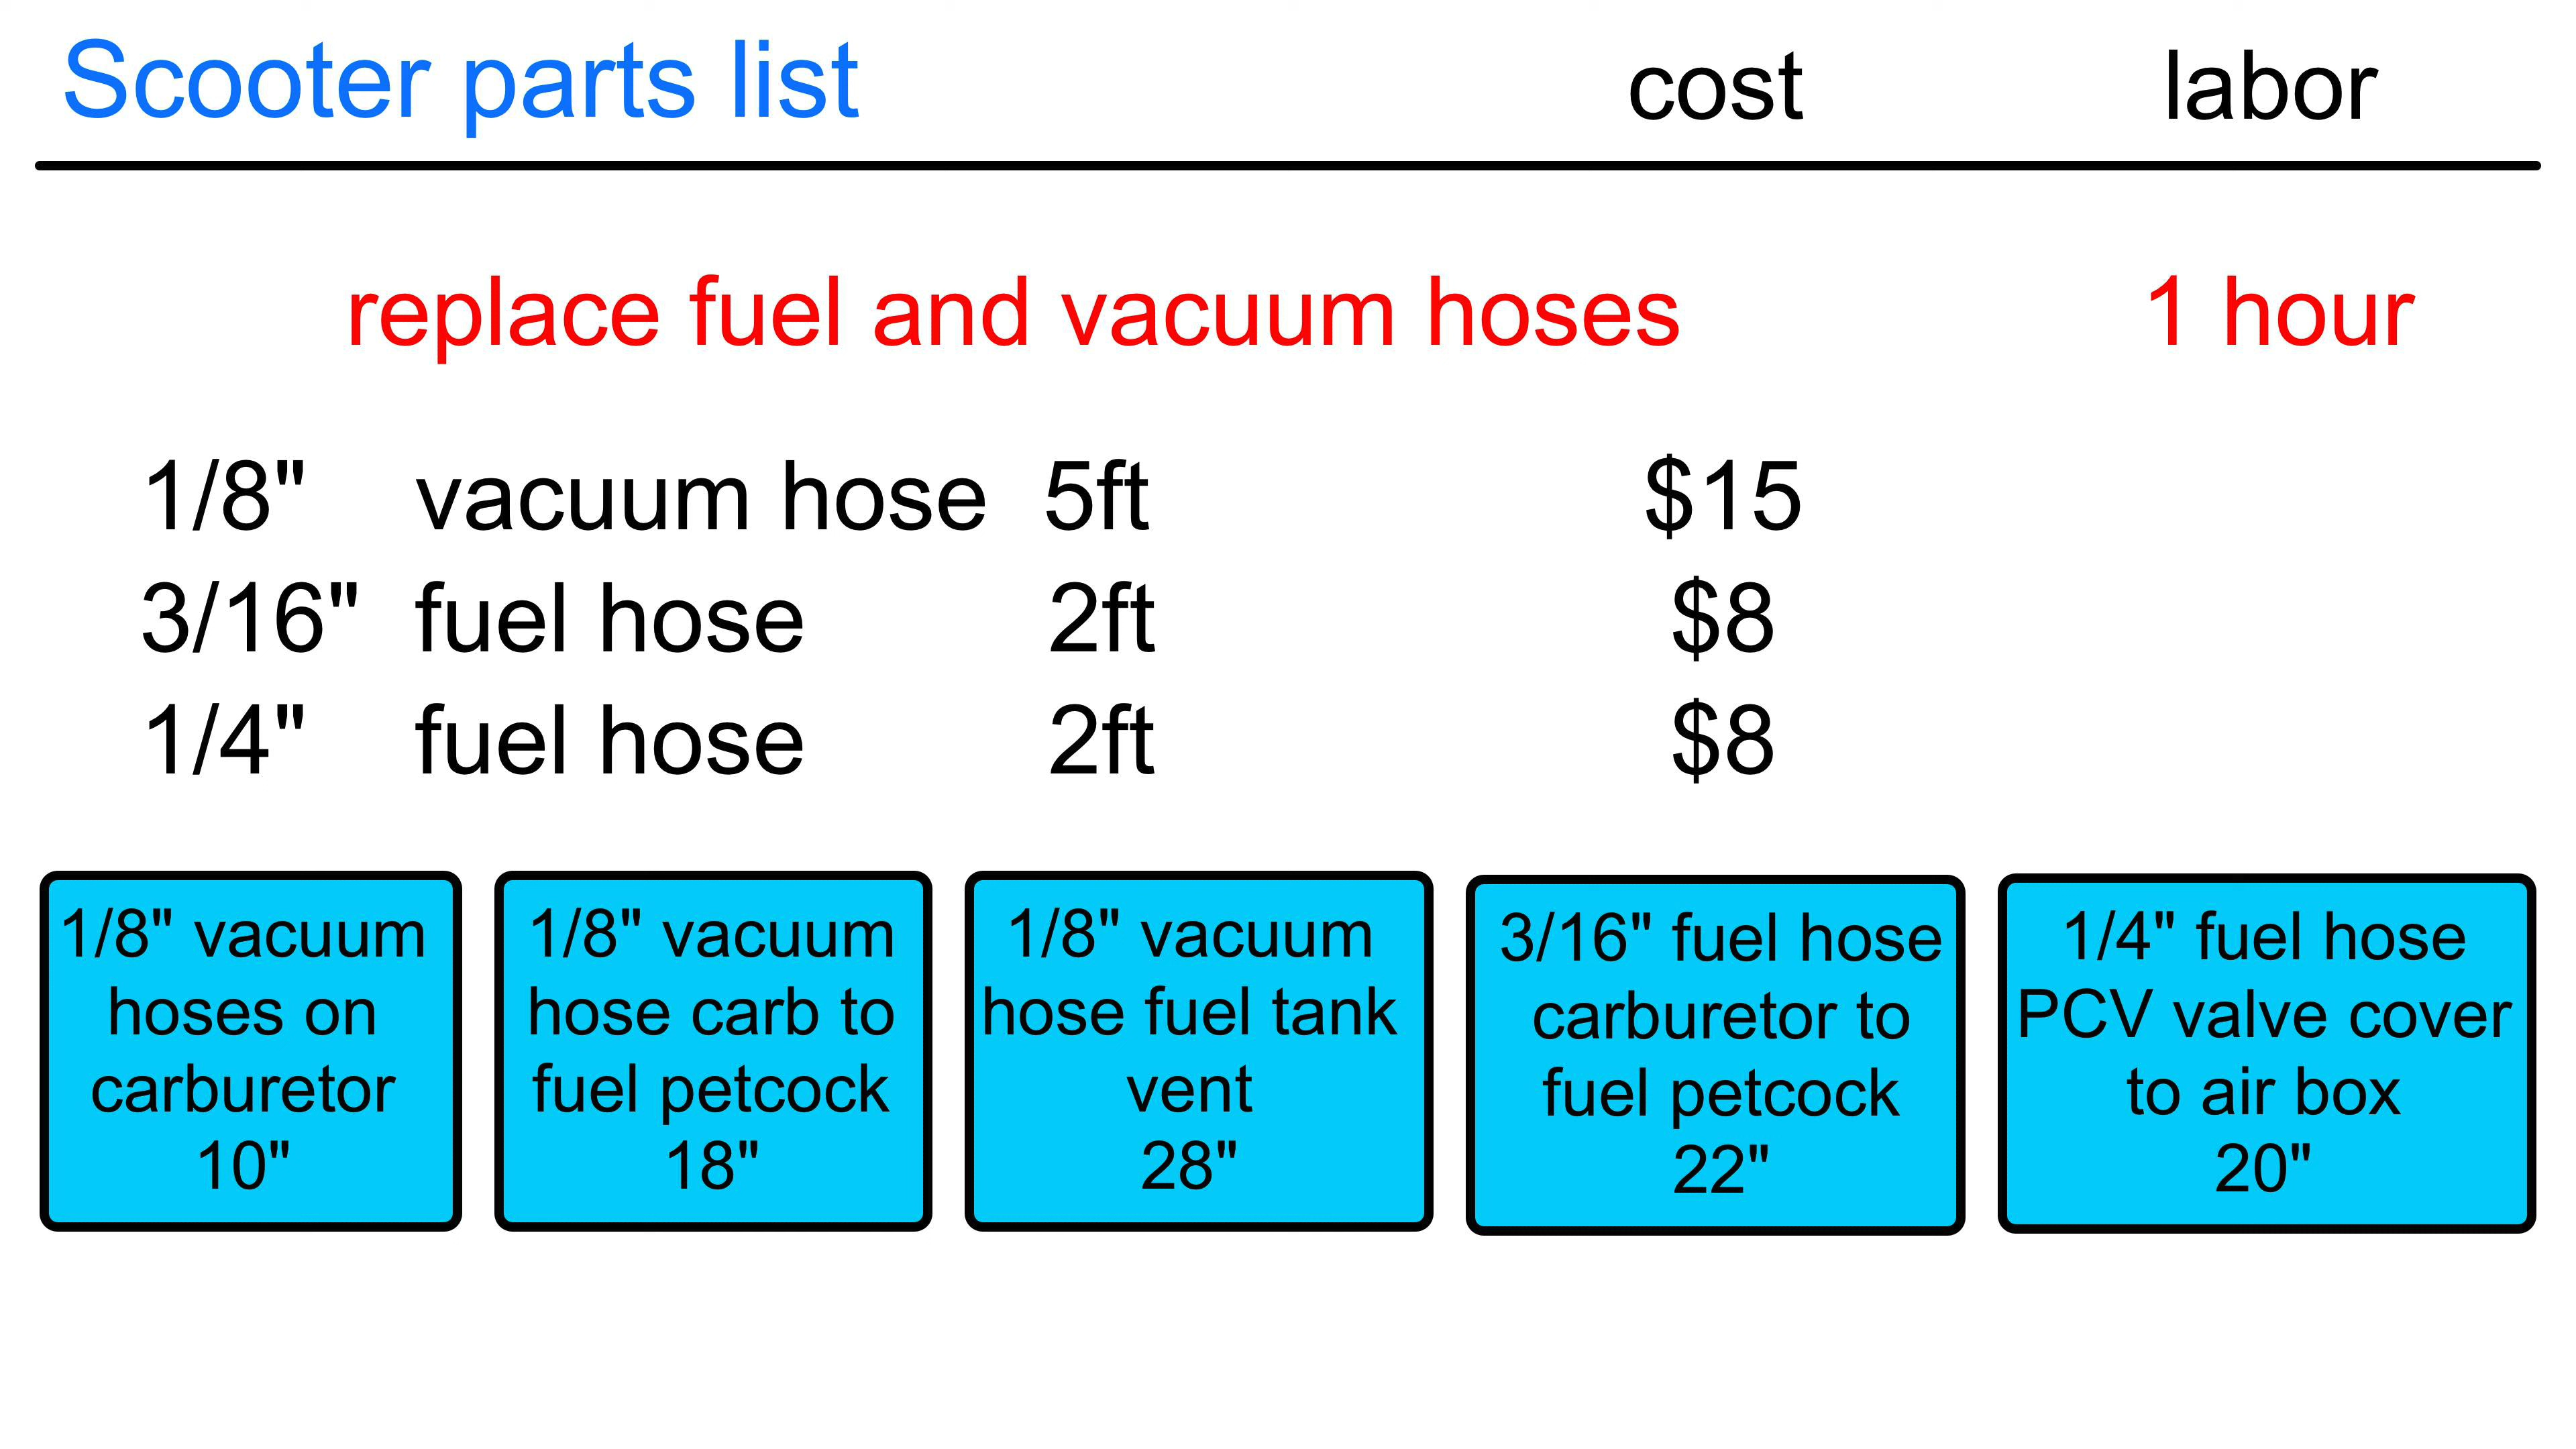 Scooter parts list cost labor
replace fuel and vacuum hoses 1 hour
1/8" vacuum hose 5ft $15
3/16" fuel hose 2ft $8
1/4" fuel hose 2ft $8
1/8" vacuum
hoses on
carburetor
10"
1/8" vacuum
hose carb to
fuel petcock
18"
1/8" vacuum
hose fuel tank
vent
28"
3/16" fuel hose
carburetor to
fuel petcock
22"
1/4" fuel hose
PCV valve cover
to air box
20"